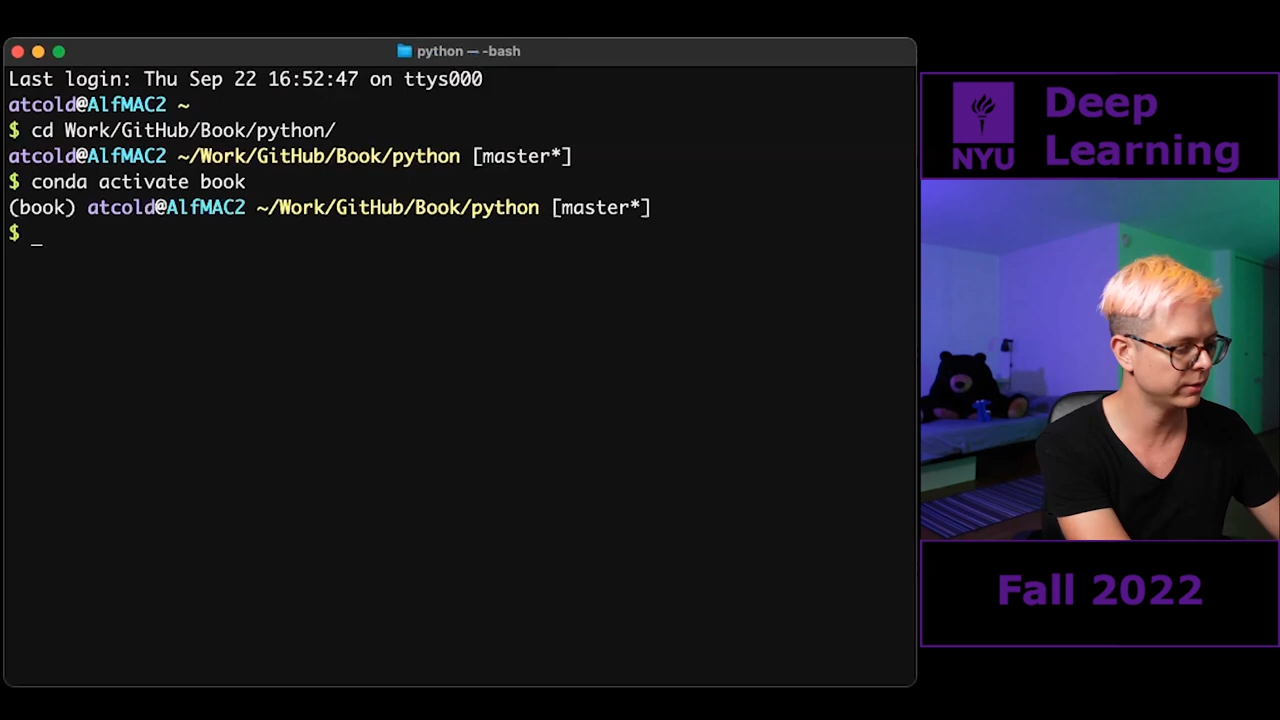 python — -bash
Last login: Thu Sep 22 16:52:47 on ttys000
atcold@AlfMAC2 ~
$ cd Work/GitHub/Book/python/
atcold@AlfMAC2 ~/Work/GitHub/Book/python [master*]
$ conda activate book
(book) atcold@AlfMAC2 ~/Work/GitHub/Book/python [master*]
$ _
NYU
Deep
Learning
Fall 2022